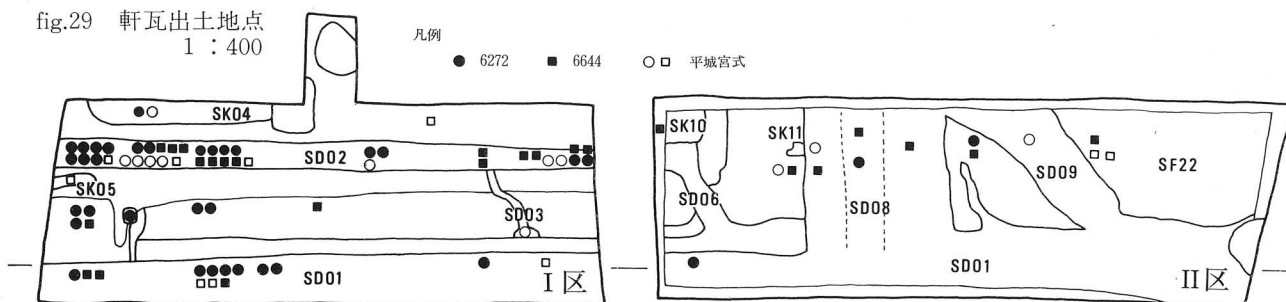 fig.29 軒瓦出土地点
1：400
凡例
● 6272 ■ 6644 ○ □ 平城宮式
SK04
SD02
SK05
SD03
SD01
I区
SK10
SK11
SD06
SD08
SD09
SF22
SD01
II区